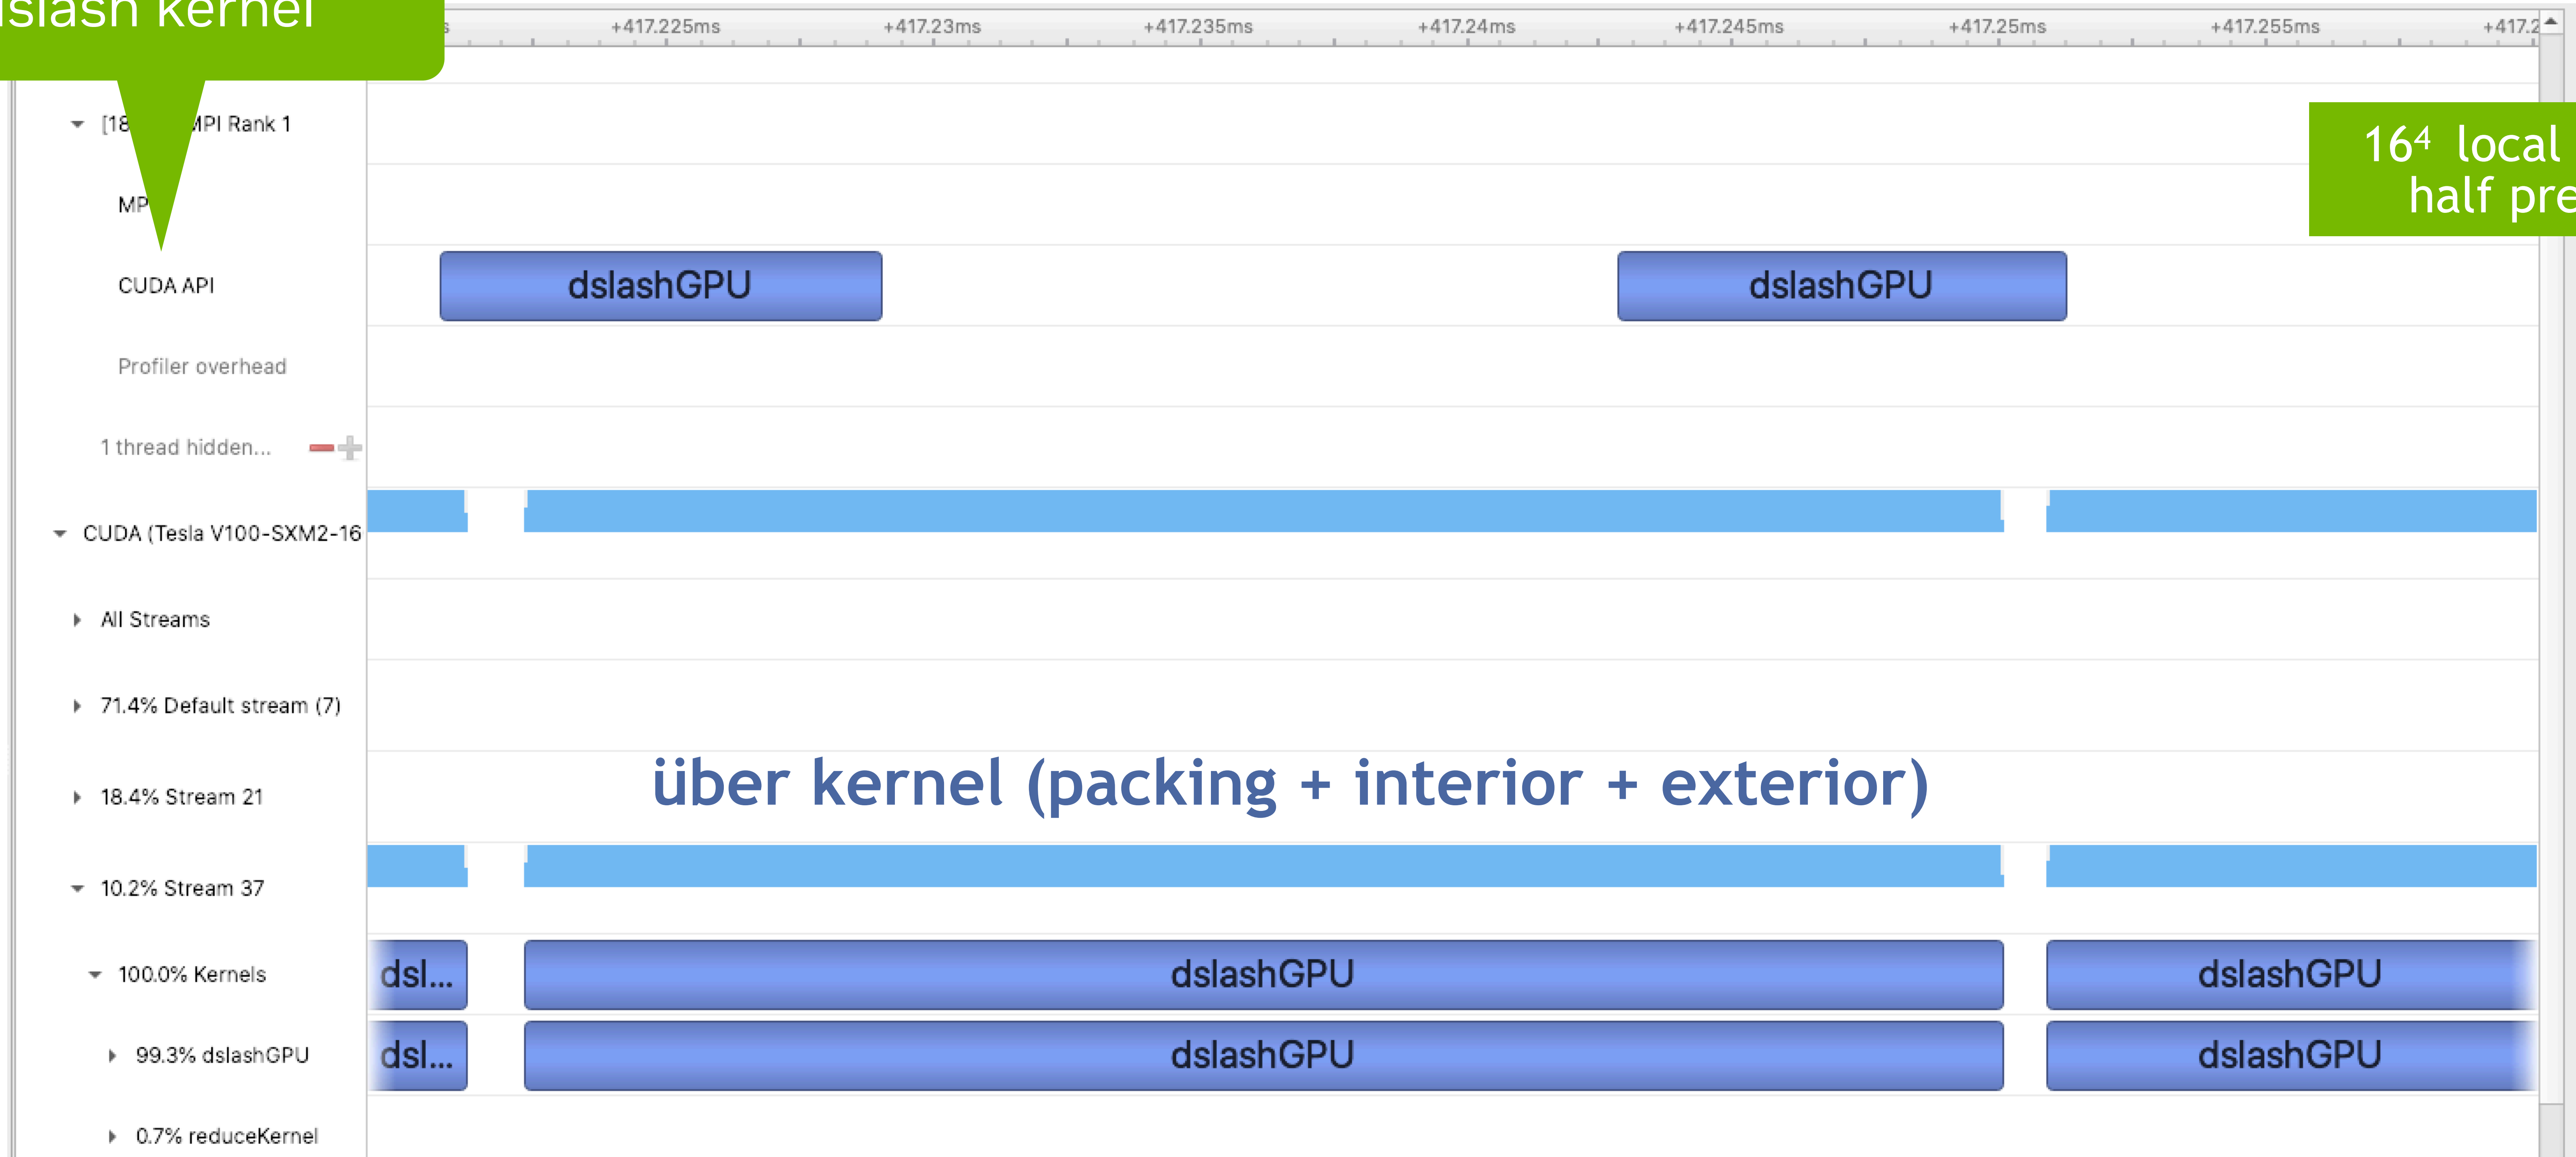 dslash kernel
+417.225ms +417.23ms +417.235ms +417.24ms +417.245ms +417.25ms +417.255ms
MPI Rank 1
16⁴ local
half
CUDA API
dslashGPU dslashGPU
Profiler overhead
1 thread hidden...
CUDA (Tesla V100-SXM2-16
All Streams
71.4% Default stream (7)
über kernel (packing + interior + exterior)
18.4% Stream 21
10.2% Stream 37
100.0% Kernels
dsl... dslashGPU dslashGPU
99.3% dslashGPU
dsl... dslashGPU dslashGPU
0.7% reduceKernel